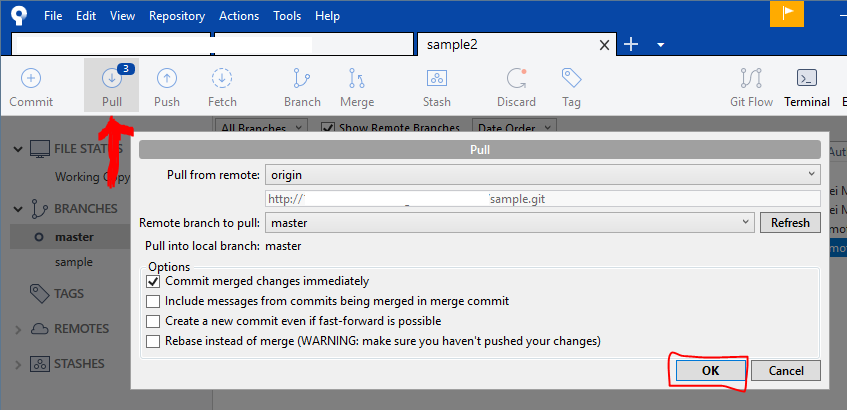 File Edit View Repository Actions Tools Help
sample2
3
Commit Pull Push Fetch Branch Merge Stash Discard Tag Git Flow Terminal
All Branches Show Remote Branches Date Order
FILE STATUS
Working Copy
BRANCHES
master
sample
TAGS
REMOTES
STASHES
Pull
Pull from remote: origin
http:// sample.git
Remote branch to pull: master Refresh
Pull into local branch: master
Options
Commit merged changes immediately
Include messages from commits being merged in merge commit
Create a new commit even if fast-forward is possible
Rebase instead of merge (WARNING: make sure you haven't pushed your changes)
OK Cancel